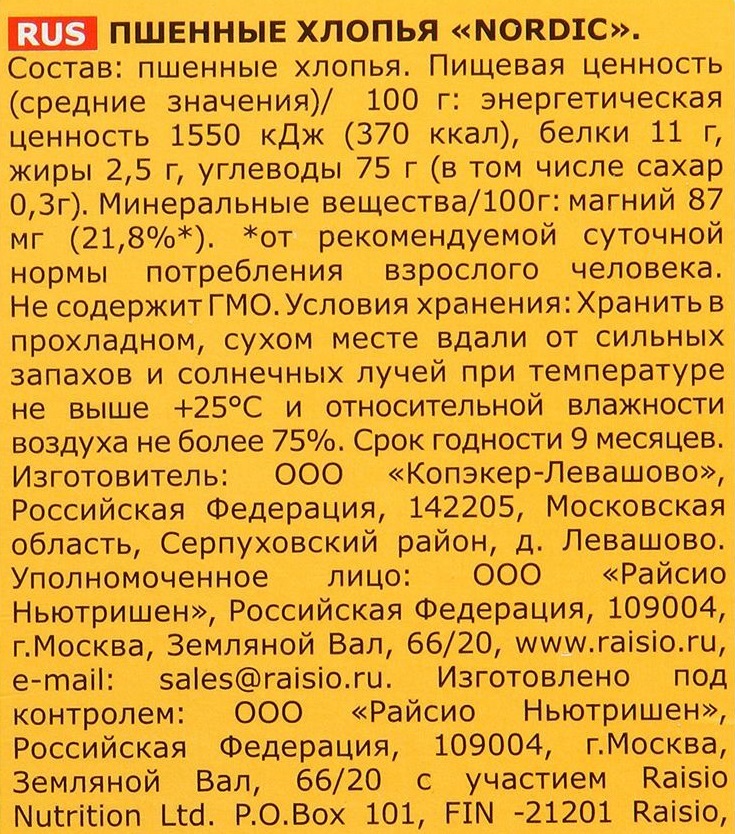 RUS ПШЕННЫЕ ХЛОПЬЯ «NORDIC».
Состав: пшенные хлопья. Пищевая ценность
(средние значения)/ 100 г: энергетическая
ценность 1550 кДж (370 ккал), белки 11 г,
жиры 2,5 г, углеводы 75 г (в том числе сахар
0,3г). Минеральные вещества/100г: магний 87
мг (21,8%*). *от рекомендуемой суточной
нормы потребления взрослого человека.
Не содержит ГМО. Условия хранения: Хранить в
прохладном, сухом месте вдали от сильных
запахов и солнечных лучей при температуре
не выше +25°С и относительной влажности
воздуха не более 75%. Срок годности 9 месяцев.
Изготовитель: ООО «Копэкер-Левашово»,
Российская Федерация, 142205, Московская
область, Серпуховский район, д. Левашово.
Уполномоченное лицо: ООО «Райсио
Ньютришен», Российская Федерация, 109004,
г.Москва, Земляной Вал, 66/20, www.raisio.ru,
e-mail: sales@raisio.ru. Изготовлено под
контролем: ООО «Райсио Ньютришен»,
Российская Федерация, 109004, г.Москва,
Земляной Вал, 66/20 с участием Raisio
Nutrition Ltd. P.O.Box 101, FIN -21201 Raisio,